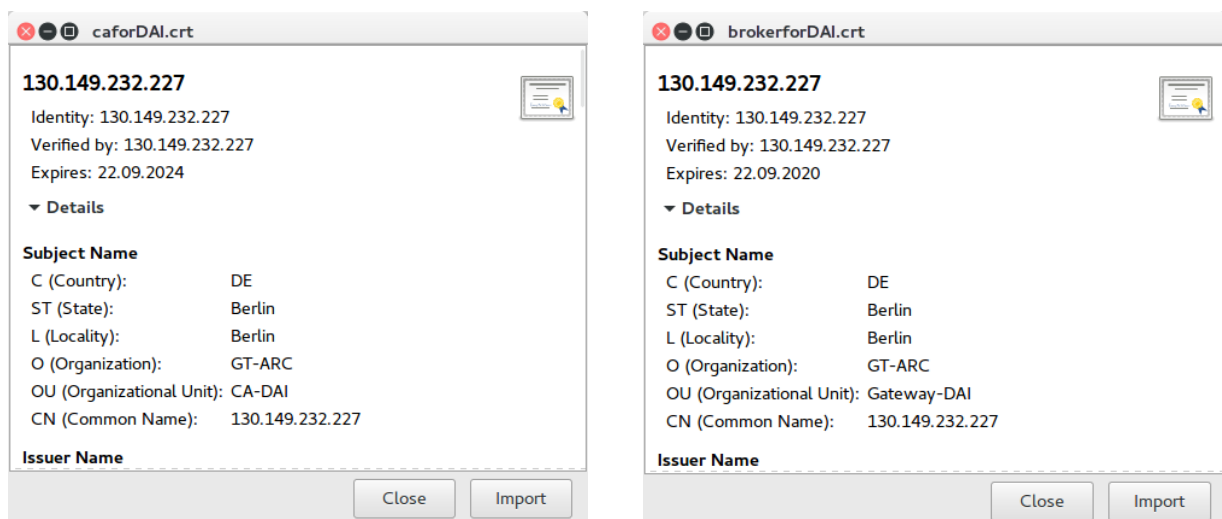 caforDAI.crt
130.149.232.227
Identity: 130.149.232.227
Verified by: 130.149.232.227
Expires: 22.09.2024
Details
Subject Name
C (Country): DE
ST (State): Berlin
L (Locality): Berlin
O (Organization): GT-ARC
OU (Organizational Unit): CA-DAI
CN (Common Name): 130.149.232.227
Issuer Name
Close Import
brokerforDAI.crt
130.149.232.227
Identity: 130.149.232.227
Verified by: 130.149.232.227
Expires: 22.09.2020
Details
Subject Name
C (Country): DE
ST (State): Berlin
L (Locality): Berlin
O (Organization): GT-ARC
OU (Organizational Unit): Gateway-DAI
CN (Common Name): 130.149.232.227
Issuer Name
Close Import